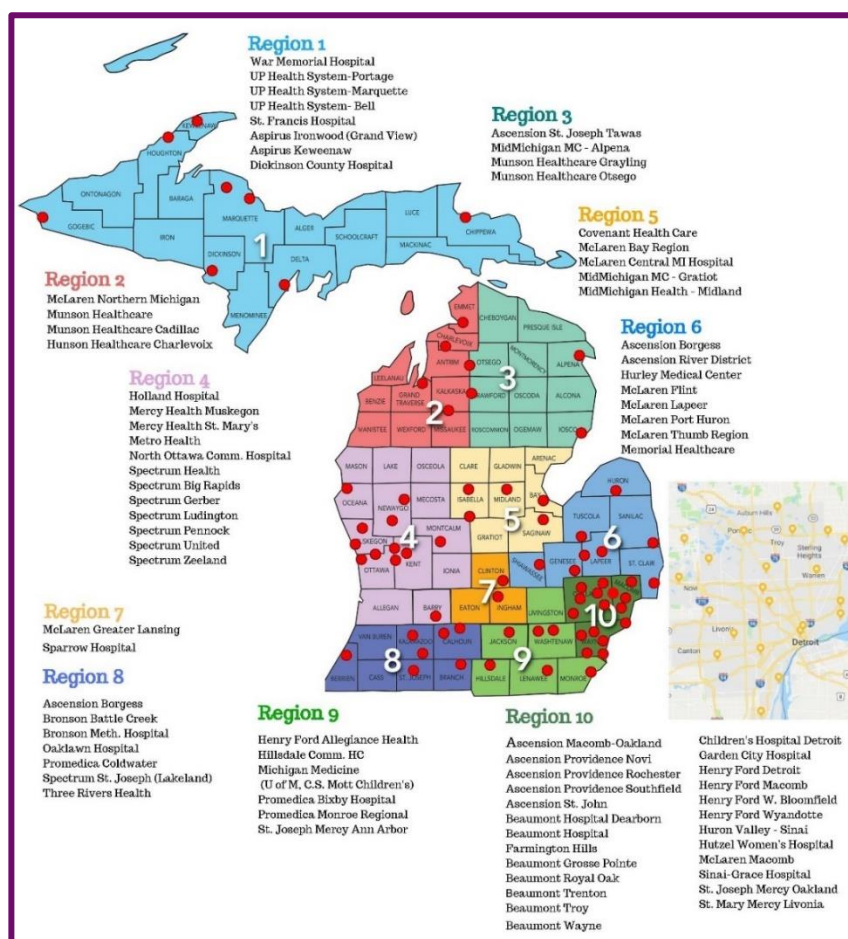 Region 1
War Memorial Hospital
UP Health System-Portage
UP Health System-Marquette
UP Health System- Bell
St. Francis Hospital
Aspirus Ironwood (Grand View)
Aspirus Keweenaw
Dickinson County Hospital
Region 3
Ascension St. Joseph Tawas
MidMichigan MC - Alpena
Munson Healthcare Grayling
Munson Healthcare Otsego
Region 5
Covenant Health Care
McLaren Bay Region
McLaren Central MI Hospital
MidMichigan MC - Gratiot
MidMichigan Health - Midland
Region 2
McLaren Northern Michigan
Munson Healthcare
Munson Healthcare Cadillac
Hunson Healthcare Charlevoix
Region 6
Ascension Borgess
Ascension River District
Hurley Medical Center
McLaren Flint
McLaren Lapeer
McLaren Port Huron
McLaren Thumb Region
Memorial Healthcare
Region 4
Holland Hospital
Mercy Health Muskegon
Mercy Health St. Mary's
Metro Health
North Ottawa Comm. Hospital
Spectrum Health
Spectrum Big Rapids
Spectrum Gerber
Spectrum Ludington
Spectrum Pennock
Spectrum United
Spectrum Zeeland
KEWEENAW
HOUGHTON
ONTONAGON
BARAGA
GOGEBIC
IRON
MARQUETTE
1
DICKINSON
MENOMINEE
DELTA
ALGER
SCHOOLCRAFT
LUCE
MACKINAC
CHIPPEWA
EMMET
CHEBOYGAN
PRESQUE ISLE
CHARLEVOIX
ANTRIM
OTSEGO
MONTMORENCY
ALPENA
LEELANAU
BENZIE
GRAND TRAVERSE
KALKASKA
2
3
OSCODA
ALCONA
MANISTEE
WEXFORD
MISSAUKEE
ROSCOMMON
OGEMAW
IOSCO
MASON
LAKE
OSCEOLA
CLARE
GLADWIN
ARENAC
OCEANA
NEWAYGO
MECOSTA
ISABELLA
MIDLAND
BAY
HURON
4
MONTCALM
GRATIOT
5
SAGINAW
TUSCOLA
SANILAC
6
OTTAWA
KENT
IONIA
CLINTON
SHIAWASSEE
GENESEE
LAPEER
ST. CLAIR
7
ALLEGAN
BARRY
EATON
INGHAM
LIVINGSTON
10
VAN BUREN
KALAMAZOO
CALHOUN
JACKSON
WASHTENAW
8
9
BERRIEN
CASS
ST. JOSEPH
BRANCH
HILLSDALE
LENAWEE
MONROE
Auburn Hills
Troy
Sterling
Heights
Warren
Novi
Livonia
Canton
Detroit
Region 7
McLaren Greater Lansing
Sparrow Hospital
Region 8
Ascension Borgess
Bronson Battle Creek
Bronson Meth. Hospital
Oaklawn Hospital
Promedica Coldwater
Spectrum St. Joseph (Lakeland)
Three Rivers Health
Region 9
Henry Ford Allegiance Health
Hillsdale Comm. HC
Michigan Medicine
(U of M, C.S. Mott Children's)
Promedica Bixby Hospital
Promedica Monroe Regional
St. Joseph Mercy Ann Arbor
Region 10
Ascension Macomb-Oakland
Ascension Providence Novi
Ascension Providence Rochester
Ascension Providence Southfield
Ascension St. John
Beaumont Hospital Dearborn
Beaumont Hospital
Farmington Hills
Beaumont Grosse Pointe
Beaumont Royal Oak
Beaumont Trenton
Beaumont Troy
Beaumont Wayne
Children's Hospital Detroit
Garden City Hospital
Henry Ford Detroit
Henry Ford Macomb
Henry Ford W. Bloomfield
Henry Ford Wyandotte
Huron Valley - Sinai
Hutzel Women's Hospital
McLaren Macomb
Sinai-Grace Hospital
St. Joseph Mercy Oakland
St. Mary Mercy Livonia